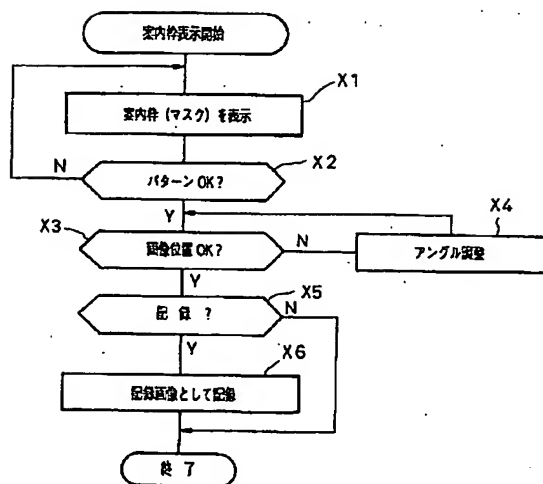 案内枠表示開始
X1
案内枠(マスク)を表示
X2
N
パターンOK?
Y
X3
X4
画像位置OK?
N
アングル調整
Y
X5
記録?
N
Y
X6
記録画像として記録
終了